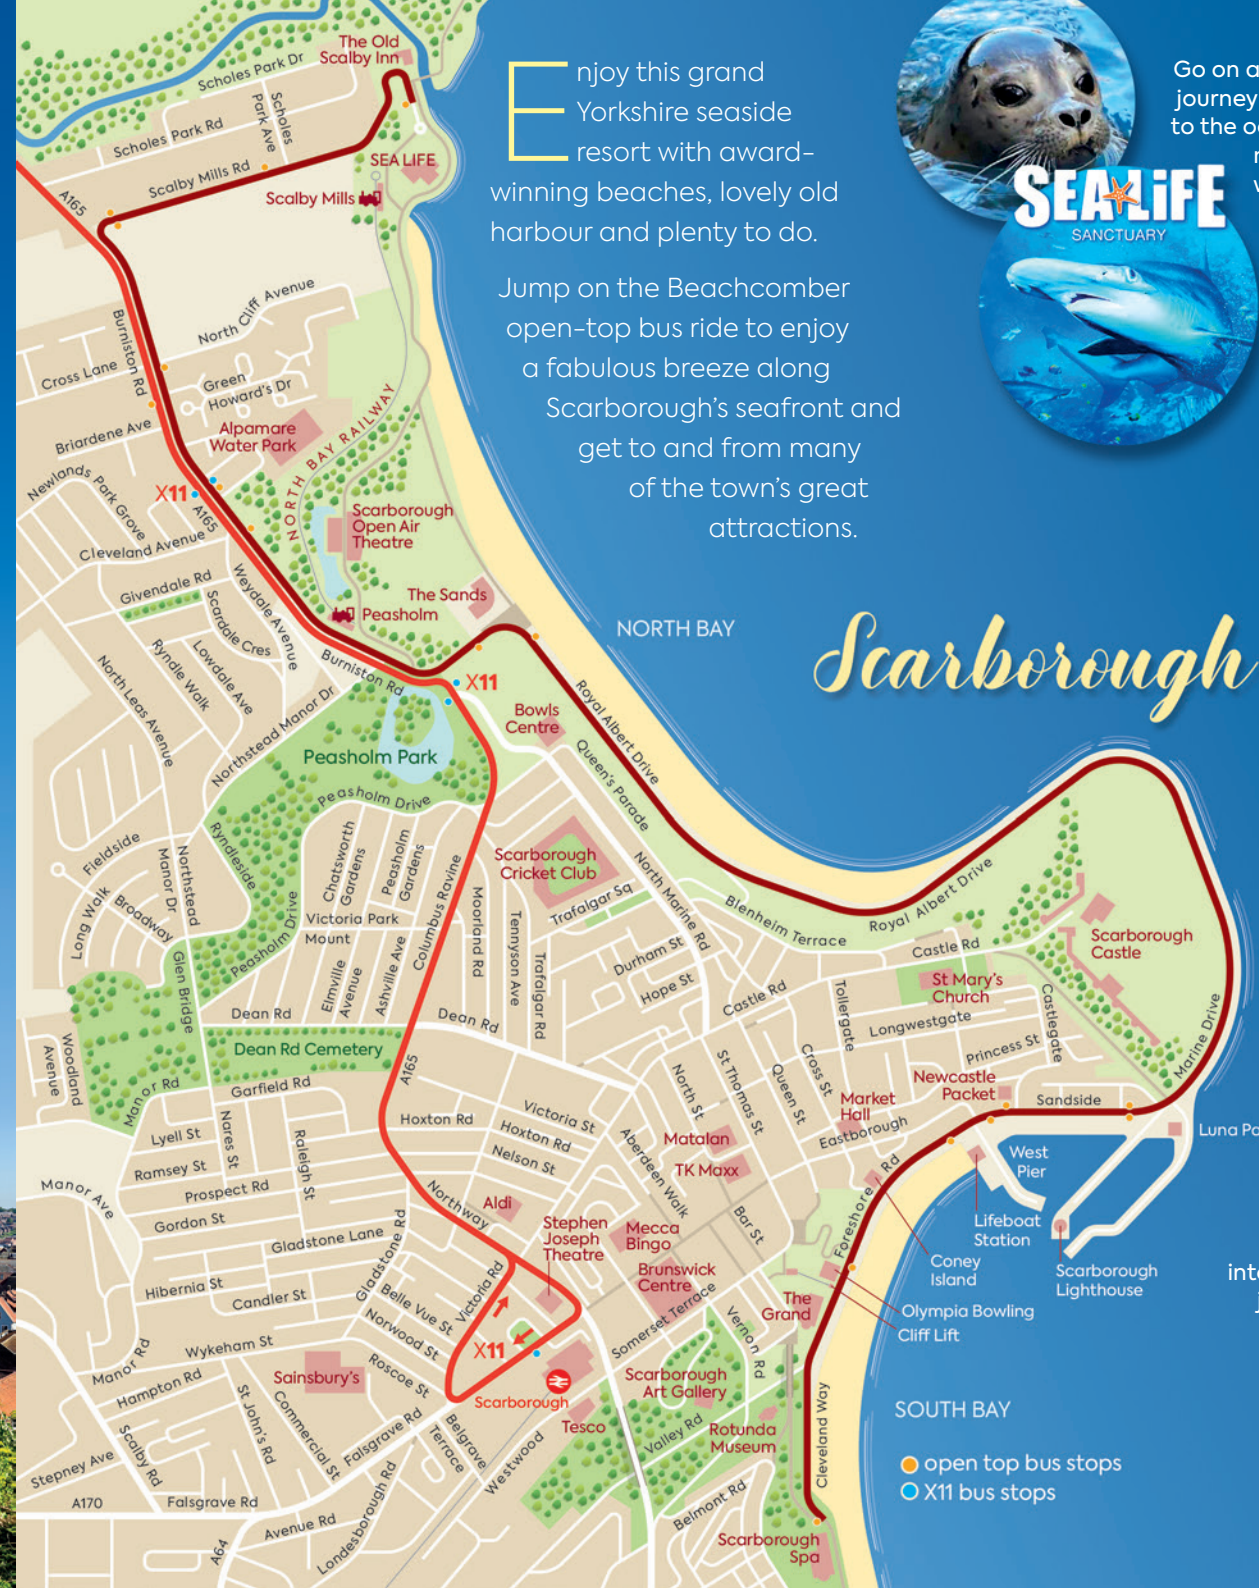 Enjoy this grand
Yorkshire seaside
resort with award-
winning beaches, lovely old
harbour and plenty to do.
Jump on the Beachcomber
open-top bus ride to enjoy
a fabulous breeze along
Scarborough's seafront and
get to and from many
of the town's great
attractions.
Go on a
journey
to the o
SEA LIFE
SANCTUARY
Scarborough
NORTH BAY
SOUTH BAY
open top bus stops
X11 bus stops
The Old
Scalby Inn
Scholes Park Dr
Scholes
Park Ave
Scholes Park Rd
Scalby Mills Rd
SEA LIFE
Scalby Mills
A165
North Cliff Avenue
Burniston Rd
Cross Lane
Green
Howard's Dr
Briardene Ave
Alpamare
Water Park
NORTH BAY RAILWAY
Newlands Park Grove
X11
A165
Cleveland Avenue
Scarborough
Open Air
Theatre
Givendale Rd
Weydale Avenue
Scardale Cres
The Sands
Peasholm
Ryndle Walk
Lowdale Ave
North Leas Avenue
Burniston Rd
X11
Northstead Manor Dr
Bowls
Centre
Royal Albert Drive
Queen's Parade
Peasholm Park
Peasholm Drive
Fieldside
Ryndleside
Chatsworth
Gardens
Peasholm
Gardens
Columbus Ravine
Scarborough
Cricket Club
North Marine Rd
Northstead
Manor Dr
Long Walk
Broadway
Peasholm Drive
Victoria Park
Mount
Moorland Rd
Tennyson Ave
Trafalgar Sq
Trafalgar Rd
Blenheim Terrace
Royal Albert Drive
Glen Bridge
Elmville
Avenue
Ashville Ave
Durham St
Hope St
Castle Rd
Castle Rd
Scarborough
Castle
St Mary's
Church
Dean Rd
Dean Rd
Dean Rd Cemetery
Tollergate
Longwestgate
Castlegate
Princess St
Marine Drive
Woodland
Avenue
Manor Rd
Garfield Rd
A165
North St
St Thomas St
Queen St
Cross St
Newcastle
Packet
Market
Hall
Eastborough
Sandside
Luna Pa
Lyell St
Nares St
Raleigh St
Hoxton Rd
Victoria St
Hoxton Rd
Nelson St
Aberdeen Walk
Matalan
TK Maxx
West
Pier
Ramsey St
Prospect Rd
Manor Ave
Gordon St
Northway
Aldi
Stephen
Joseph
Theatre
Mecca
Bingo
Bar St
Foreshore Rd
Lifeboat
Station
Coney
Island
Scarborough
Lighthouse
Gladstone Lane
Gladstone Rd
Hibernia St
Candler St
Belle Vue St
Victoria Rd
Brunswick
Centre
The
Grand
Olympia Bowling
Cliff Lift
Somerset Terrace
Vernon Rd
Norwood St
Manor Rd
Wykeham St
X11
Roscoe St
Hampton Rd
Sainsbury's
Scarborough
Scarborough
Art Gallery
St John's Rd
Commercial St
Falsgrave Rd
Belgrave
Terrace
Tesco
Valley Rd
Rotunda
Museum
Cleveland Way
Scalby Rd
Westwood
Stepney Ave
A170
Falsgrave Rd
Avenue Rd
Londesborough Rd
A64
Belmont Rd
Scarborough
Spa